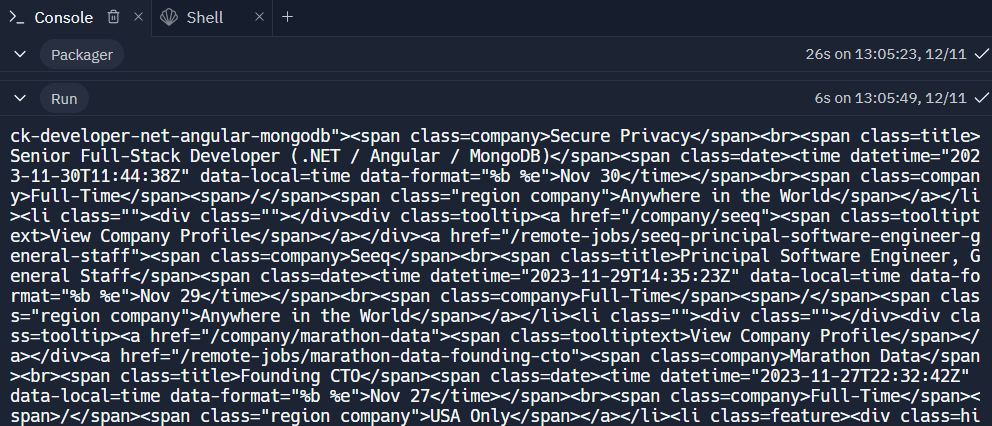 Console
Shell
Packager
26s on 13:05:23, 12/11
Run
6s on 13:05:49, 12/11
ck-developer-net-angular-mongodb"><span class=company>Secure Privacy</span><br><span class=title>
Senior Full-Stack Developer (.NET / Angular / MongoDB)</span><span class=date><time datetime="202
3-11-30T11:44:38Z" data-local=time data-format="%b %e">Nov 30</time></span><br><span class=compan
y>Full-Time</span><span>/</span><span class="region company">Anywhere in the World</span></a></li
><li class=""><div class=""></div><div class=tooltip><a href="/company/seeq"><span class=tooltipt
ext>View Company Profile</span></a></div><a href="/remote-jobs/seeq-principal-software-engineer-g
eneral-staff"><span class=company>Seeq</span><br><span class=title>Principal Software Engineer, G
eneral Staff</span><span class=date><time datetime="2023-11-29T14:35:23Z" data-local=time data-fo
rmat="%b %e">Nov 29</time></span><br><span class=company>Full-Time</span><span>/</span><span clas
s="region company">Anywhere in the World</span></a></li><li class=""><div class=""></div><div cla
ss=tooltip><a href="/company/marathon-data"><span class=tooltiptext>View Company Profile</span></
a></div><a href="/remote-jobs/marathon-data-founding-cto"><span class=company>Marathon Data</span
><br><span class=title>Founding CTO</span><span class=date><time datetime="2023-11-27T22:32:42Z"
data-local=time data-format="%b %e">Nov 27</time></span><br><span class=company>Full-Time</span><
span>/</span><span class="region company">USA Only</span></a></li><li class=feature><div class=hi